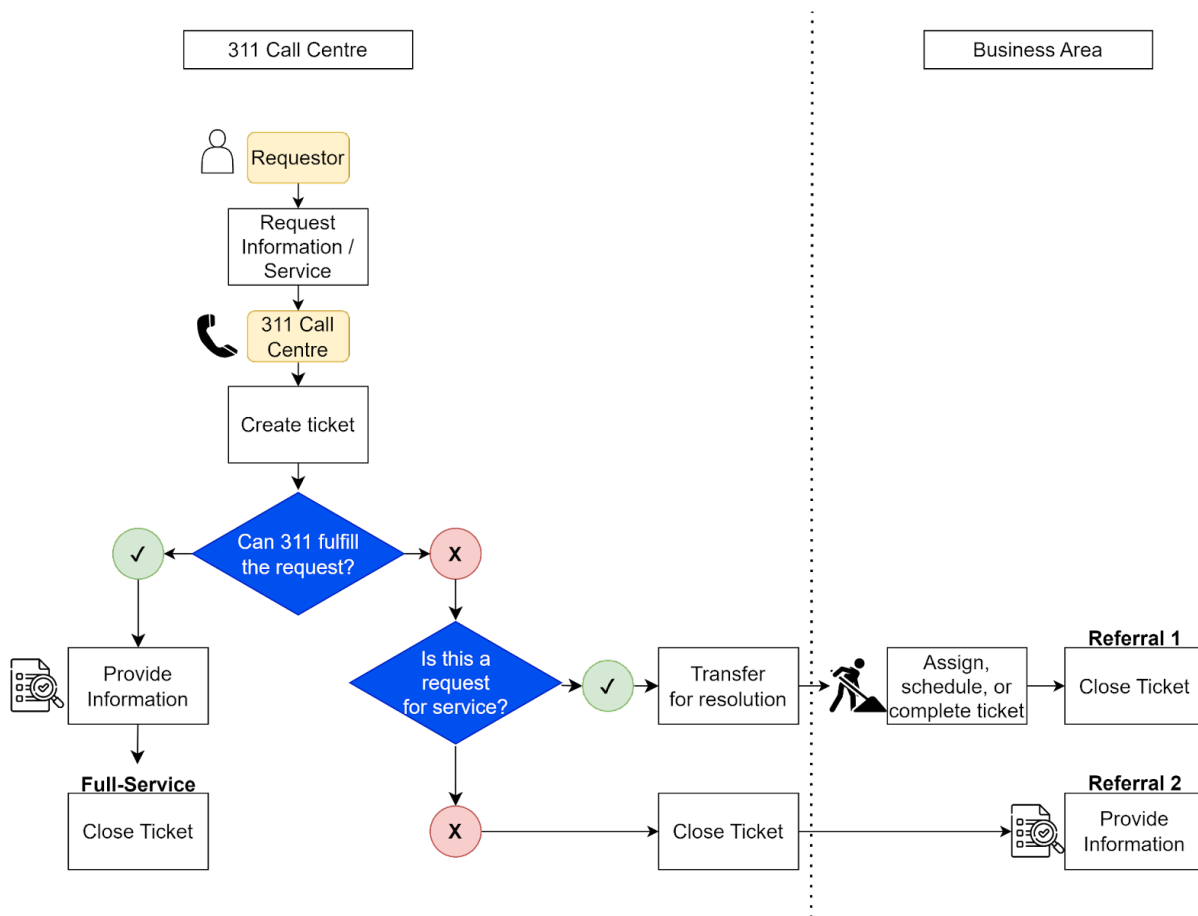 311 Call Centre
Business Area
Requestor
Request
Information /
Service
311 Call
Centre
Create ticket
Can 311 fulfill
the request?
✓
X
Provide
Information
Full-Service
Close Ticket
Is this a
request
for service?
✓
Transfer
for resolution
Assign,
schedule, or
complete ticket
Referral 1
Close Ticket
X
Close Ticket
Referral 2
Provide
Information